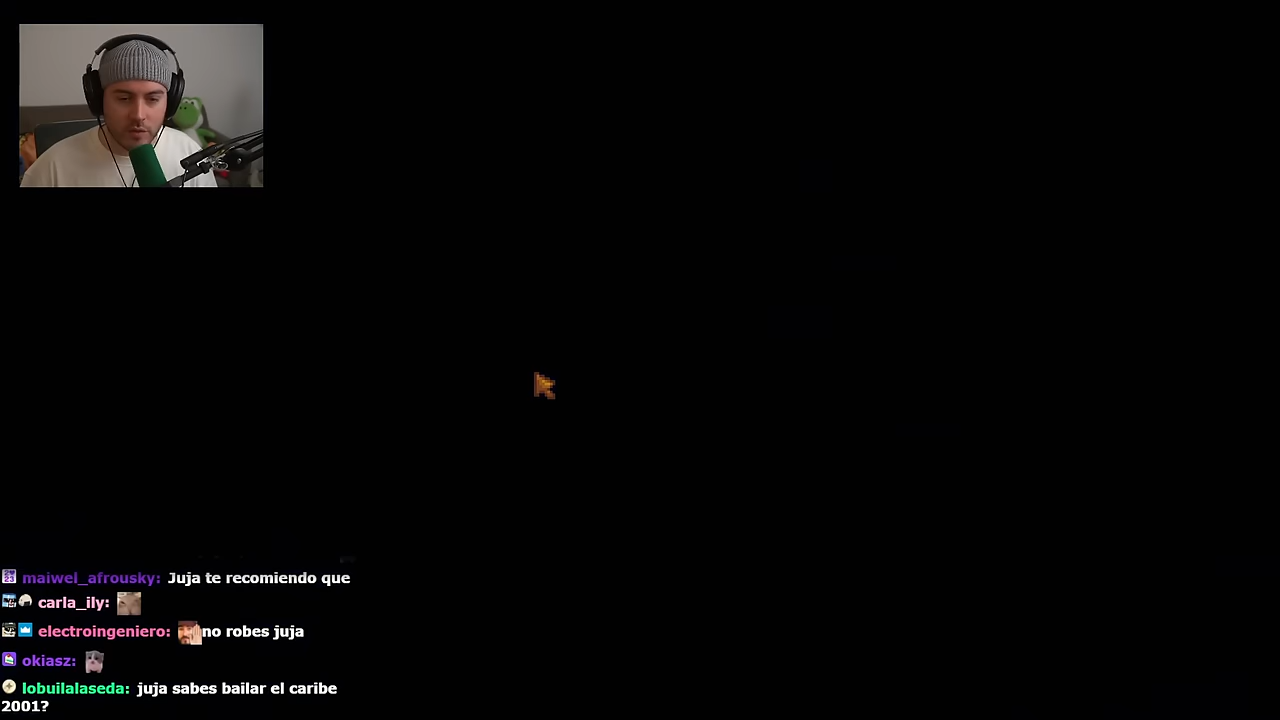 maiwel_afrousky: Juja te recomiendo que
carla_ily:
electroingeniero: no robes juja
okiasz:
lobuilalaseda: juja sabes bailar el caribe
2001?